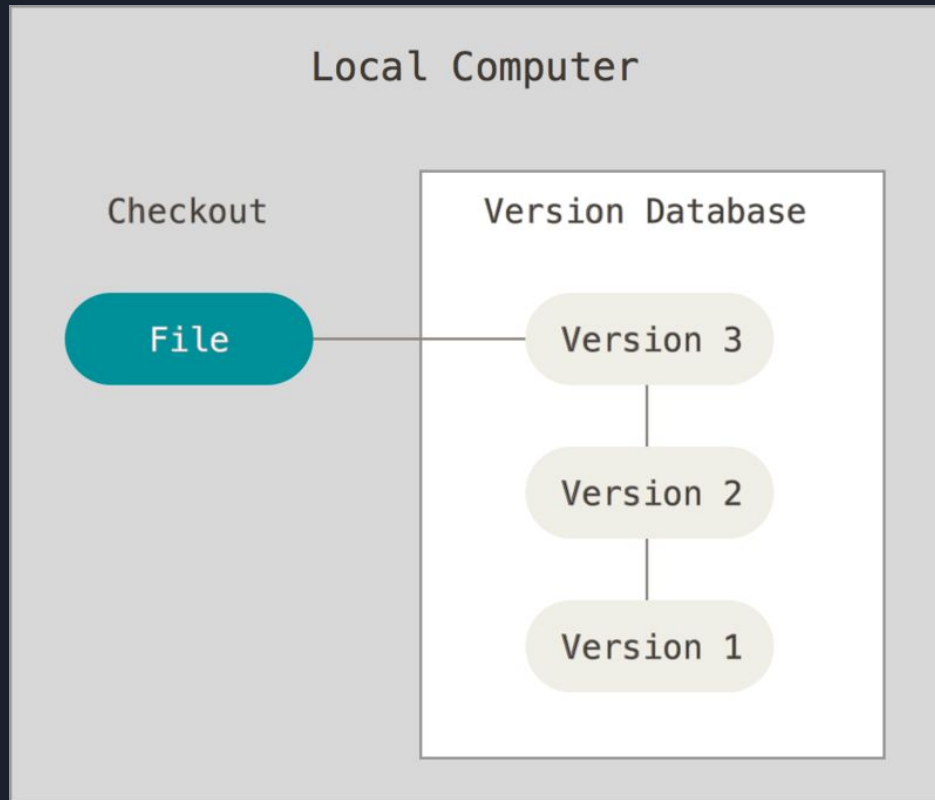 Local Computer
Checkout
Version Database
File
Version 3
Version 2
Version 1